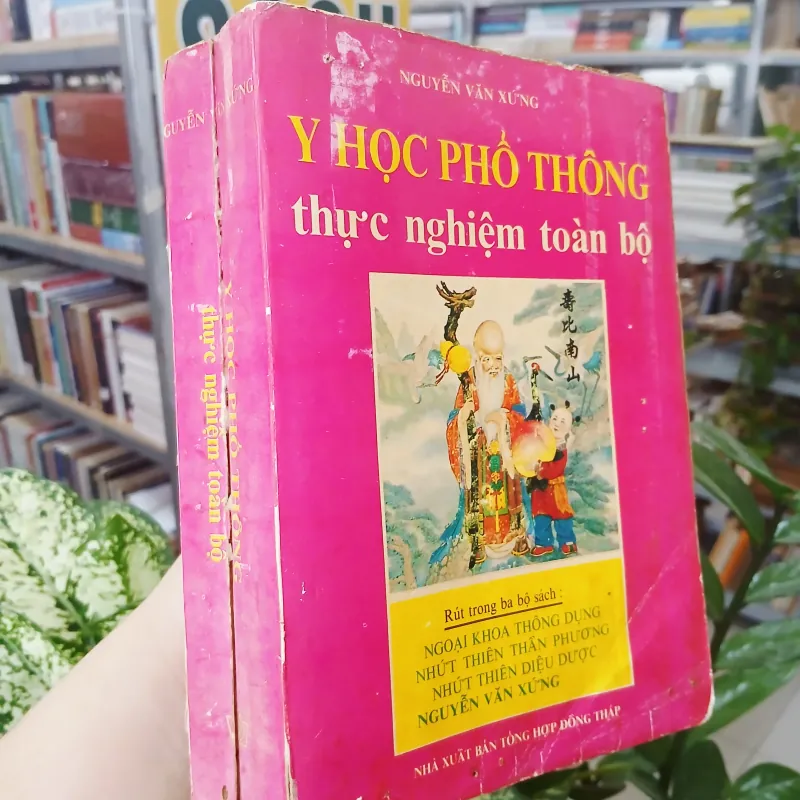 NGUYỄN VĂN XỨNG
Y HỌC PHỔ THÔNG
thực nghiệm toàn bộ
壽比南山
Rút trong ba bộ sách :
NGOẠI KHOA THÔNG DỤNG
NHỨT THIÊN THẦN PHƯƠNG
NHỨT THIÊN DIỆU DƯỢC
NGUYỄN VĂN XỨNG
NHÀ XUẤT BẢN TỔNG HỢP ĐỒNG THÁP
Y HỌC PHỔ THÔNG
thực nghiệm toàn bộ